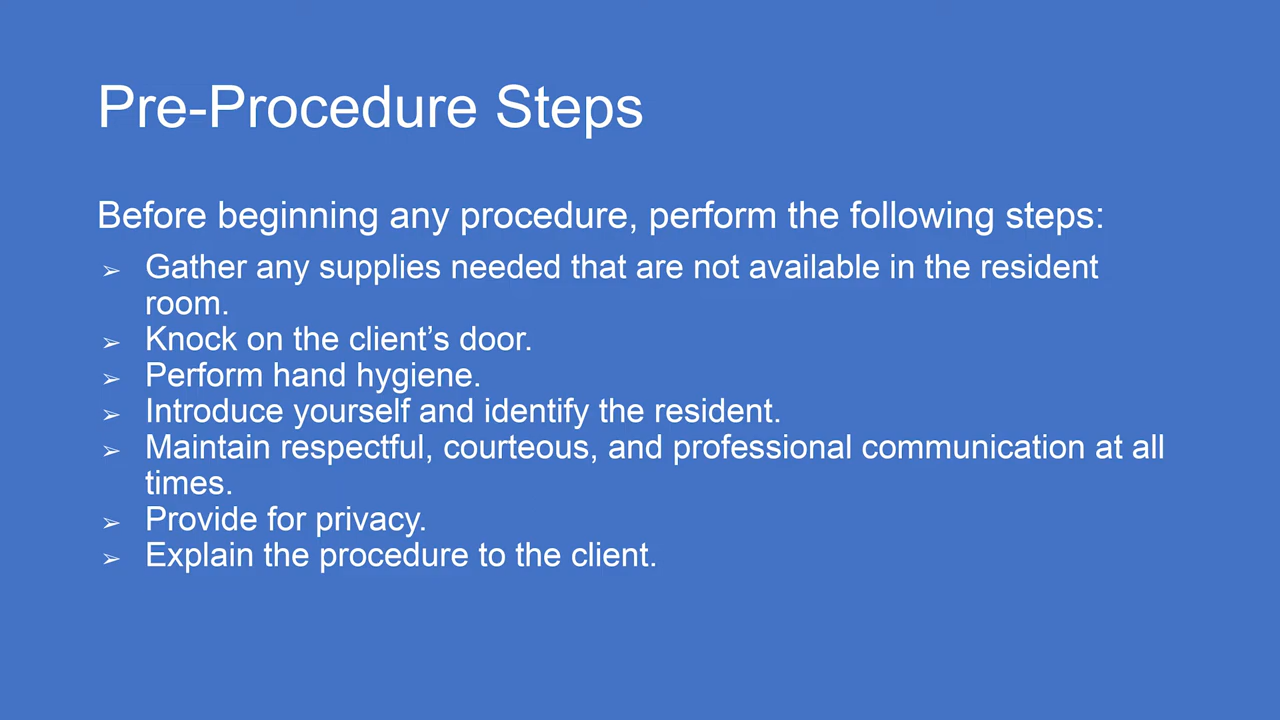 Pre-Procedure Steps
Before beginning any procedure, perform the following steps:
➢ Gather any supplies needed that are not available in the resident
room.
➢ Knock on the client’s door.
➢ Perform hand hygiene.
➢ Introduce yourself and identify the resident.
➢ Maintain respectful, courteous, and professional communication at all
times.
➢ Provide for privacy.
➢ Explain the procedure to the client.